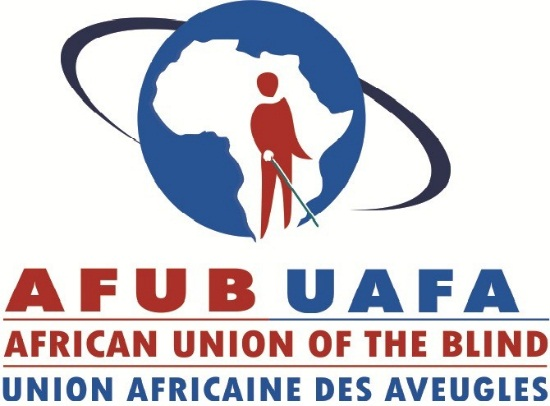 AFUB UAFA
AFRICAN UNION OF THE BLIND
UNION AFRICAINE DES AVEUGLES